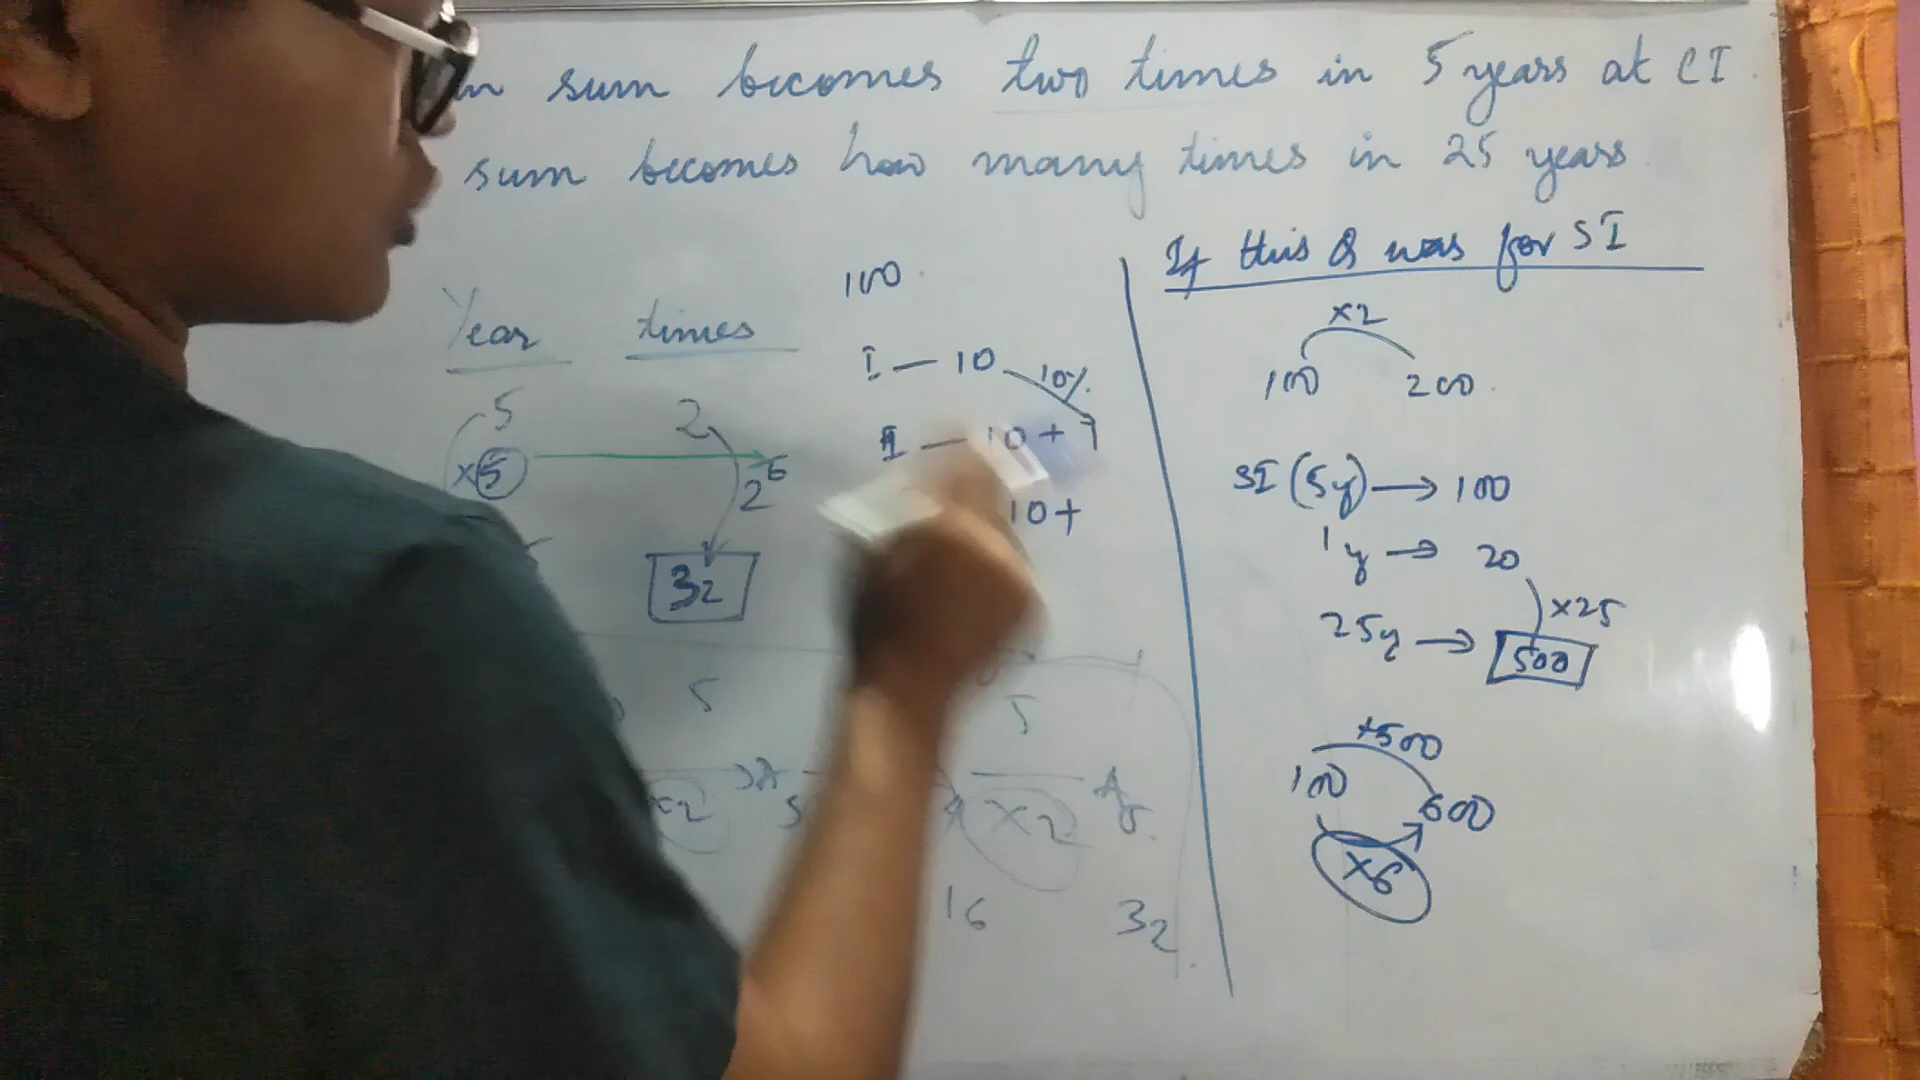 sum becomes two times in 5 years at CI
sum becomes how many times in 25 years
Year times
5 2
x5 2^5
32
100
I — 10 10%
II — 10 + 1
10 +
5 5
x2 x2
16 32
If this Q was for SI
x2
100 200
SI (5y) → 100
1y → 20
x25
25y → 500
+500
100 600
x6